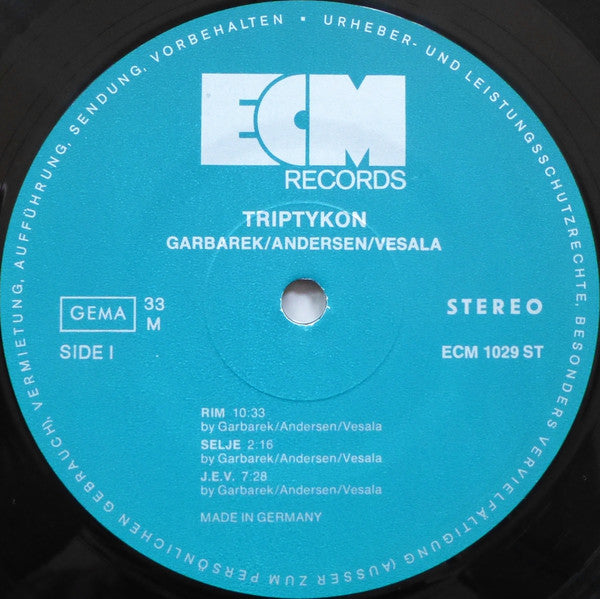 URHEBER- UND LEISTUNGSSCHUTZRECHTE, BESONDERS VERVIELFÄLTIGUNG (AUSSER ZUM PERSÖNLICHEN GEBRAUCH), VERMIETUNG, AUFFÜHRUNG, SENDUNG, VORBEHALTEN •
ECM
RECORDS
TRIPTYKON
GARBAREK/ANDERSEN/VESALA
GEMA
33
M
STEREO
SIDE I
ECM 1029 ST
RIM 10:33
by Garbarek/Andersen/Vesala
SELJE 2:16
by Garbarek/Andersen/Vesala
J.E.V. 7:28
by Garbarek/Andersen/Vesala
MADE IN GERMANY